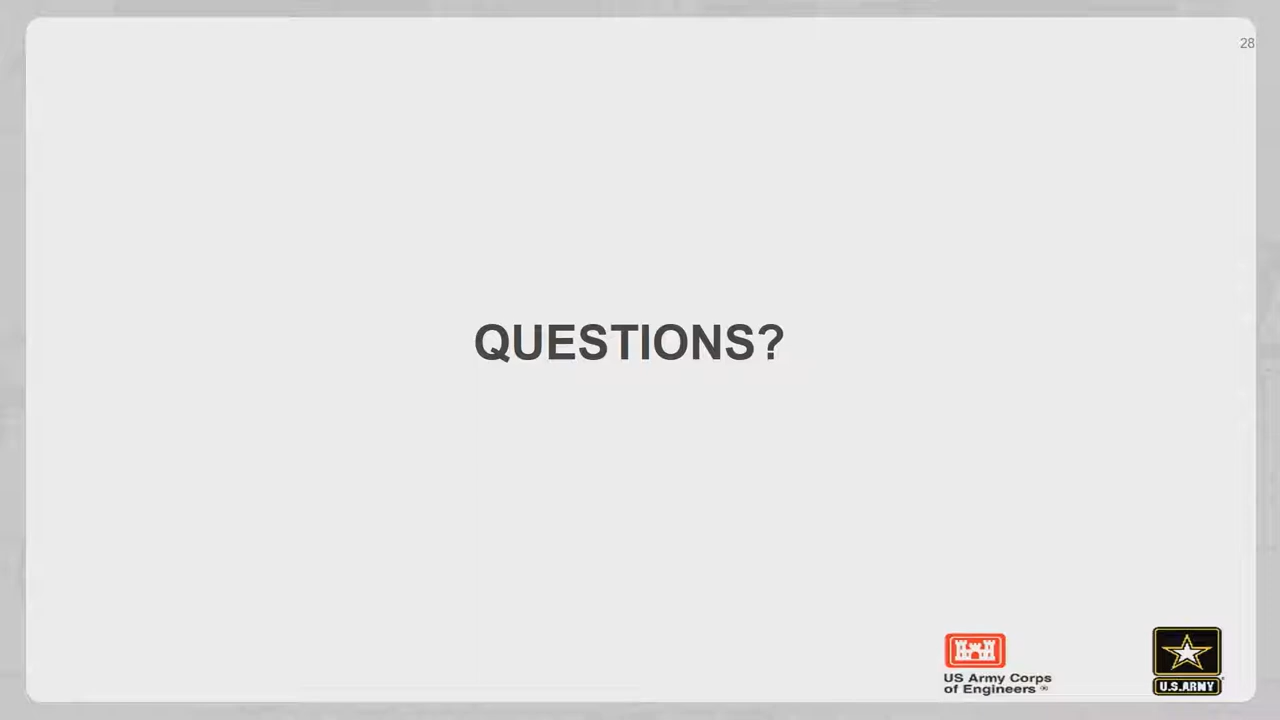 28
QUESTIONS?
US Army Corps
of Engineers ®
U.S.ARMY